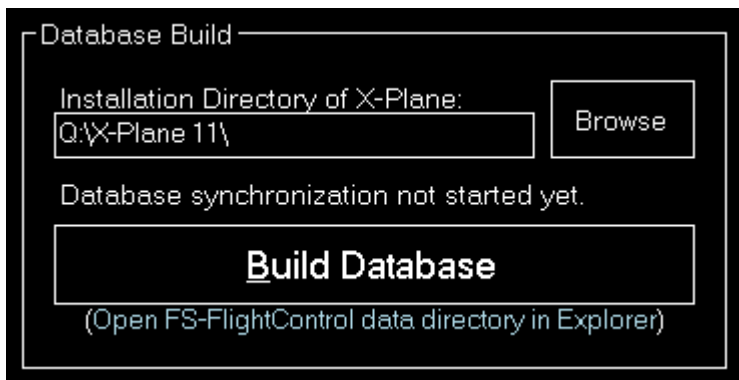 Database Build
Installation Directory of X-Plane:
Q:\X-Plane 11\
Browse
Database synchronization not started yet.
Build Database
(Open FS-FlightControl data directory in Explorer)